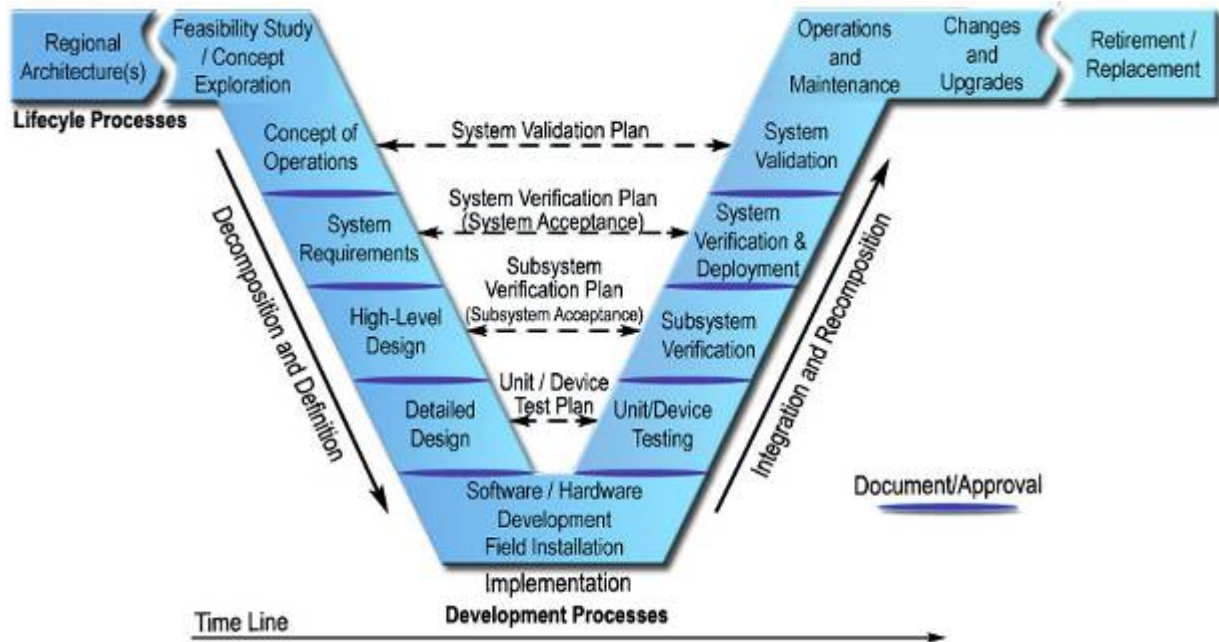 Regional
Architecture(s)
Feasibility Study
/ Concept
Exploration
Operations
and
Maintenance
Changes
and
Upgrades
Retirement /
Replacement
Lifecyle Processes
Concept of
Operations
System Validation Plan
System
Validation
System
Requirements
System Verification Plan
(System Acceptance)
System
Verification &
Deployment
High-Level
Design
Subsystem
Verification Plan
(Subsystem Acceptance)
Subsystem
Verification
Detailed
Design
Unit / Device
Test Plan
Unit/Device
Testing
Decomposition and Definition
Integration and Recomposition
Software / Hardware
Development
Field Installation
Document/Approval
Implementation
Development Processes
Time Line